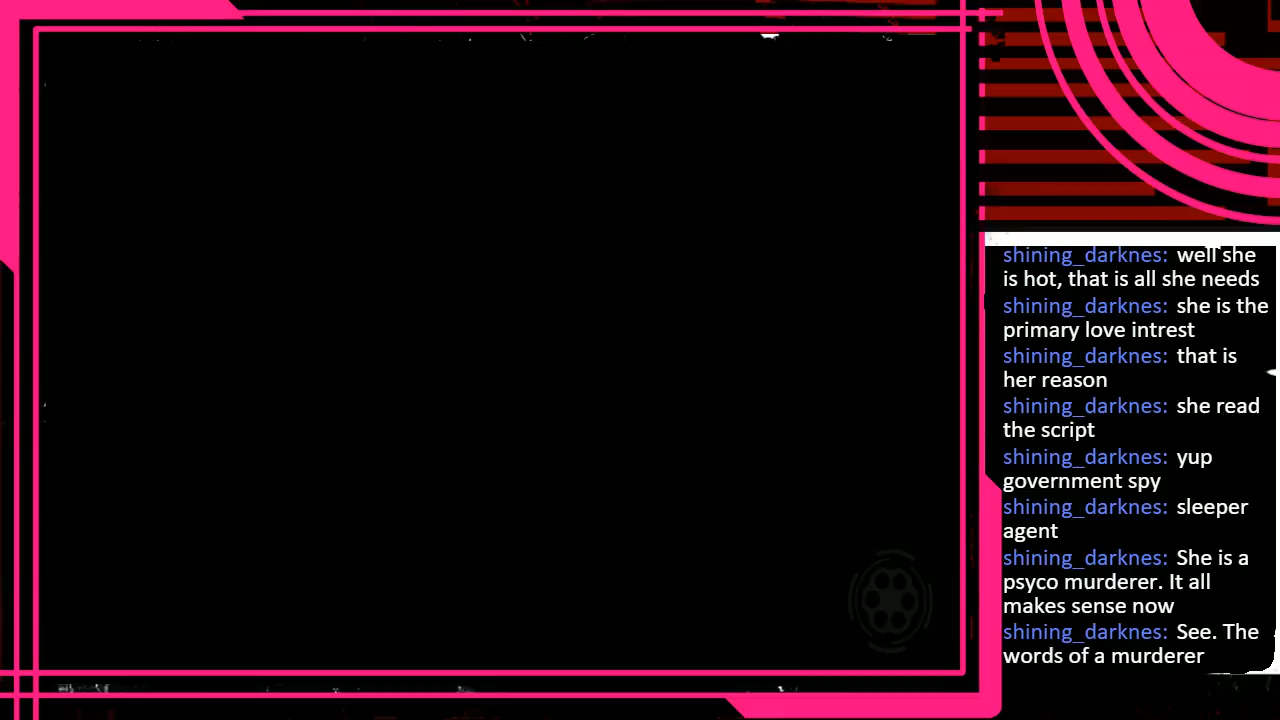 shining_darknes: well she
is hot, that is all she needs
shining_darknes: she is the
primary love intrest
shining_darknes: that is
her reason
shining_darknes: she read
the script
shining_darknes: yup
government spy
shining_darknes: sleeper
agent
shining_darknes: She is a
psyco murderer. It all
makes sense now
shining_darknes: See. The
words of a murderer